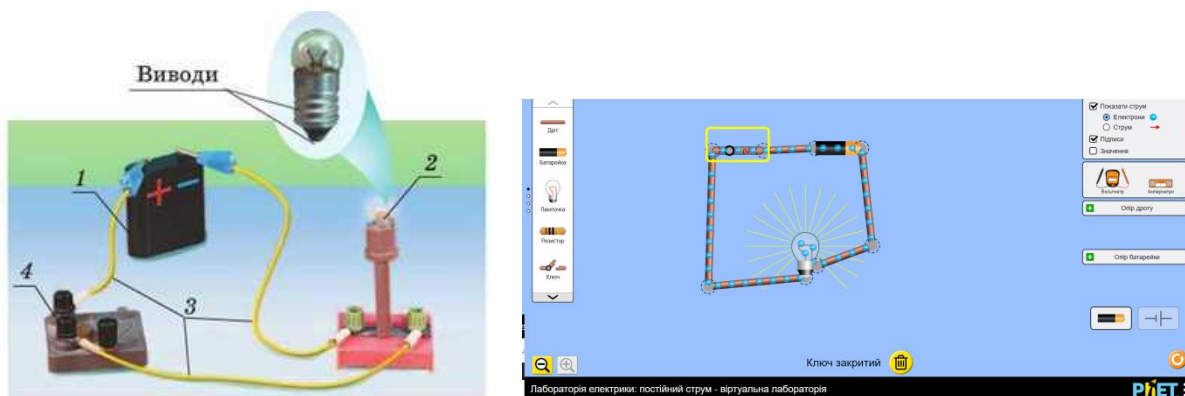 Виводи
1
2
3
4
Дріт
Батарейка
Лампочка
Резистор
Ключ
Показати струм
Електрони
Струм
Підписи
Значення
Вольтметр
Амперметри
Опір дроту
Опір батарейки
Ключ закритий
Лабораторія електрики: постійний струм - віртуальна лабораторія
PhET